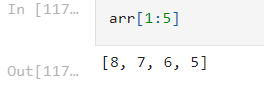 In [117…
arr[1:5]
Out[117…
[8, 7, 6, 5]